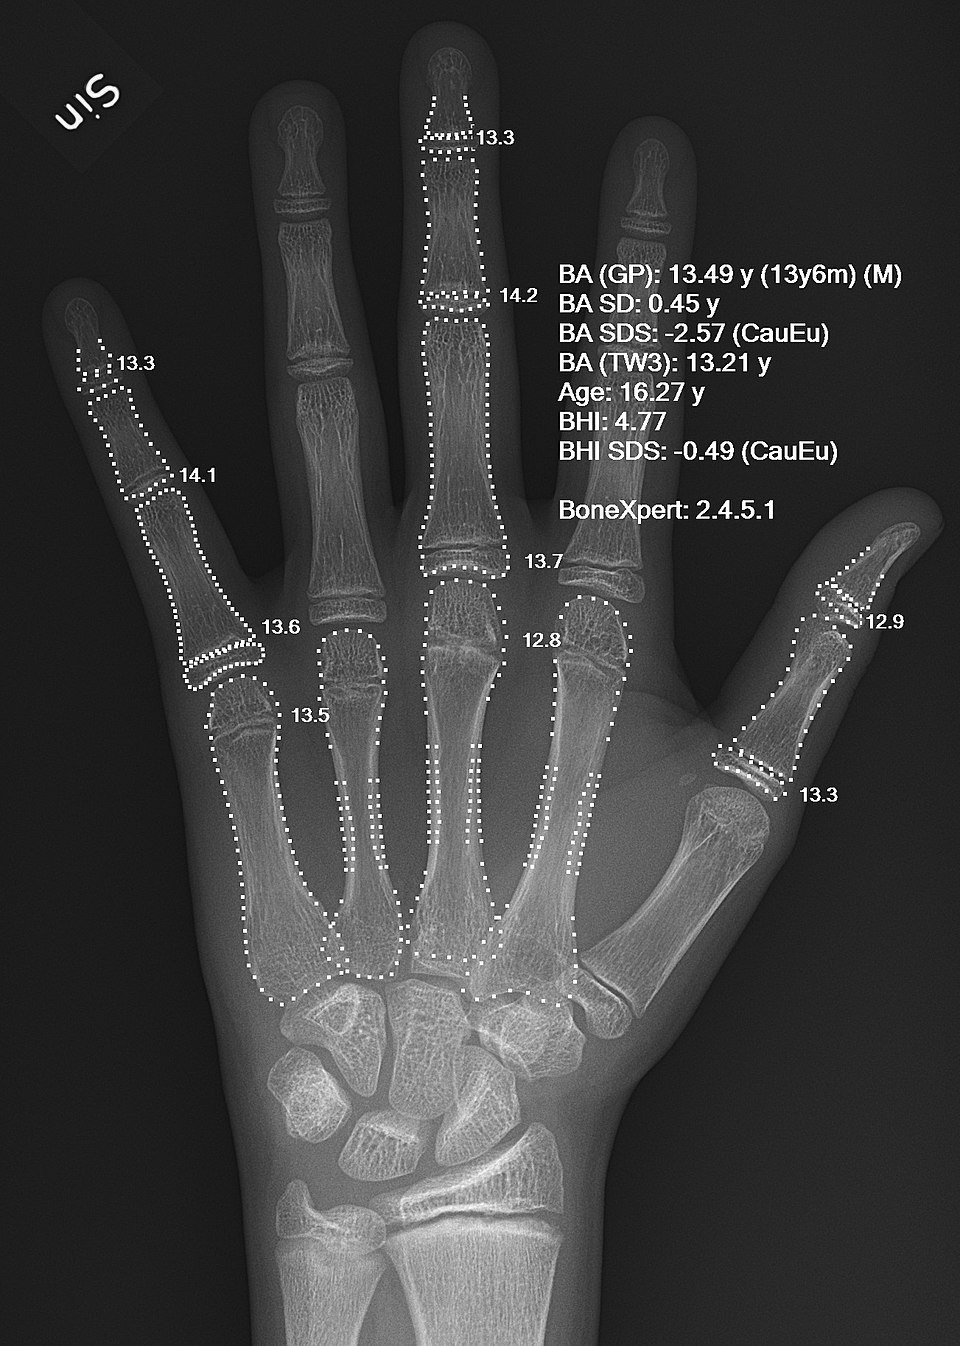 Sin
13.3
14.2
BA (GP): 13.49 y (13y6m) (M)
BA SD: 0.45 y
BA SDS: -2.57 (CauEu)
BA (TW3): 13.21 y
Age: 16.27 y
BHI: 4.77
BHI SDS: -0.49 (CauEu)
BoneXpert: 2.4.5.1
13.3
14.1
13.7
13.6
12.8
12.9
13.5
13.3